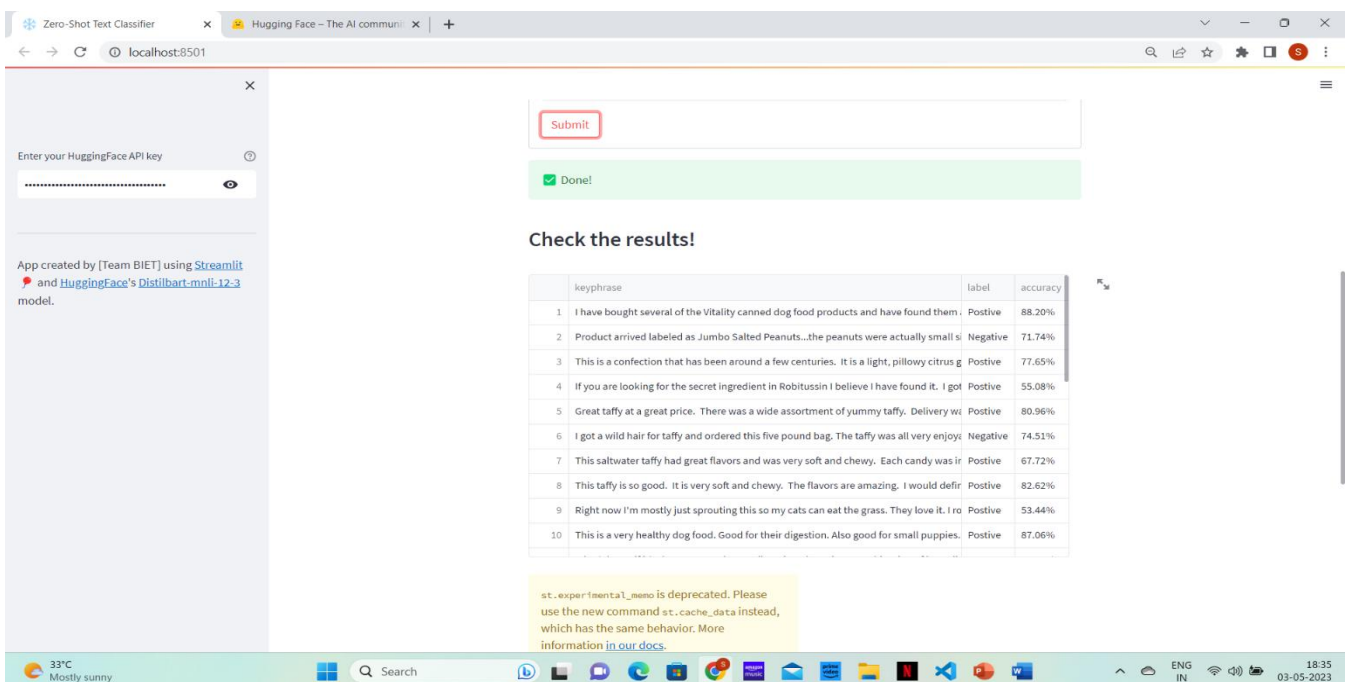 Zero-Shot Text Classifier
Hugging Face – The AI communi
localhost:8501
S
Enter your HuggingFace API key
App created by [Team BIET] using Streamlit
and HuggingFace's Distilbart-mnli-12-3
model.
Submit
Done!
Check the results!
keyphrase label accuracy
1 I have bought several of the Vitality canned dog food products and have found them Postive 88.20%
2 Product arrived labeled as Jumbo Salted Peanuts...the peanuts were actually small s Negative 71.74%
3 This is a confection that has been around a few centuries. It is a light, pillowy citrus g Postive 77.65%
4 If you are looking for the secret ingredient in Robitussin I believe I have found it. I got Postive 55.08%
5 Great taffy at a great price. There was a wide assortment of yummy taffy. Delivery wa Postive 80.96%
6 I got a wild hair for taffy and ordered this five pound bag. The taffy was all very enjoya Negative 74.51%
7 This saltwater taffy had great flavors and was very soft and chewy. Each candy was Postive 67.72%
8 This taffy is so good. It is very soft and chewy. The flavors are amazing. I would defin Postive 82.62%
9 Right now I'm mostly just sprouting this so my cats can eat the grass. They love it. I ro Postive 53.44%
10 This is a very healthy dog food. Good for their digestion. Also good for small puppies. Postive 87.06%
st.experimental_memo is deprecated. Please
use the new command st.cache_data instead,
which has the same behavior. More
information in our docs.
33°C
Mostly sunny
Search
ENG
IN
18:35
03-05-2023